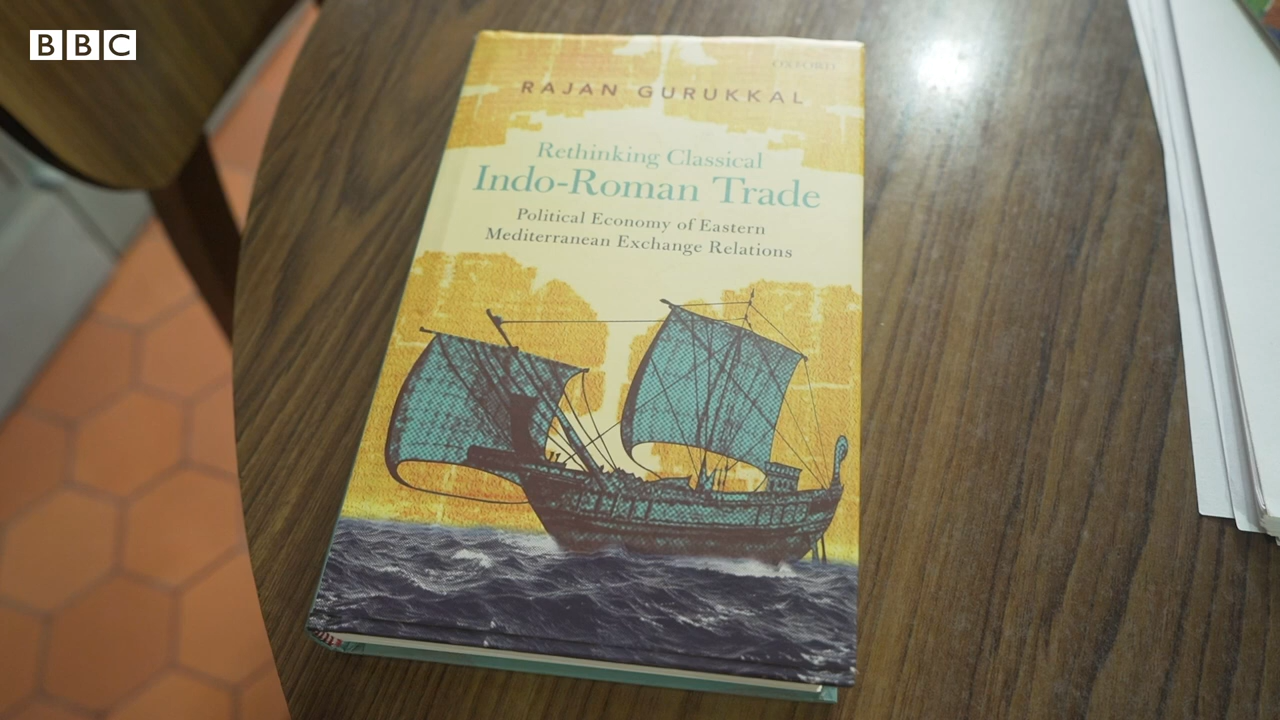 BBC
OXFORD
RAJAN GURUKKAL
Rethinking Classical
Indo-Roman Trade
Political Economy of Eastern
Mediterranean Exchange Relations